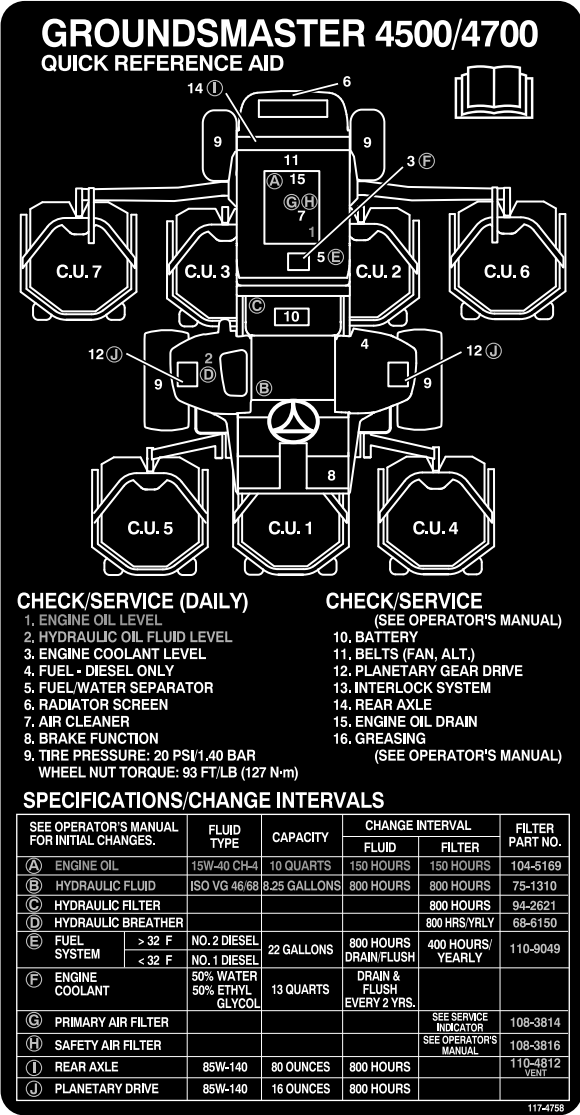 GROUNDSMASTER 4500/4700
QUICK REFERENCE AID
14 Ⓘ
6
9
9
11
Ⓐ 15
3 Ⓕ
Ⓖ Ⓗ
7
1
5 Ⓔ
C.U. 7
C.U. 3
C.U. 2
C.U. 6
Ⓒ
10
4
12 Ⓙ
2
Ⓓ
12 Ⓙ
9
Ⓑ
9
8
C.U. 5
C.U. 1
C.U. 4
CHECK/SERVICE (DAILY)
1. ENGINE OIL LEVEL
2. HYDRAULIC OIL FLUID LEVEL
3. ENGINE COOLANT LEVEL
4. FUEL - DIESEL ONLY
5. FUEL/WATER SEPARATOR
6. RADIATOR SCREEN
7. AIR CLEANER
8. BRAKE FUNCTION
9. TIRE PRESSURE: 20 PSI/1.40 BAR
WHEEL NUT TORQUE: 93 FT/LB (127 N·m)
CHECK/SERVICE
(SEE OPERATOR'S MANUAL)
10. BATTERY
11. BELTS (FAN, ALT.)
12. PLANETARY GEAR DRIVE
13. INTERLOCK SYSTEM
14. REAR AXLE
15. ENGINE OIL DRAIN
16. GREASING
(SEE OPERATOR'S MANUAL)
SPECIFICATIONS/CHANGE INTERVALS
SEE OPERATOR'S MANUAL FOR INITIAL CHANGES. FLUID TYPE CAPACITY CHANGE INTERVAL FLUID FILTER FILTER PART NO.
Ⓐ ENGINE OIL 15W-40 CH-4 10 QUARTS 150 HOURS 150 HOURS 104-5169
Ⓑ HYDRAULIC FLUID ISO VG 46/68 8.25 GALLONS 800 HOURS 800 HOURS 75-1310
Ⓒ HYDRAULIC FILTER 800 HOURS 94-2621
Ⓓ HYDRAULIC BREATHER 800 HRS/YRLY 68-6150
Ⓔ FUEL SYSTEM > 32 F NO. 2 DIESEL 22 GALLONS 800 HOURS DRAIN/FLUSH 400 HOURS/ YEARLY 110-9049
< 32 F NO. 1 DIESEL
Ⓕ ENGINE COOLANT 50% WATER 50% ETHYL GLYCOL 13 QUARTS DRAIN & FLUSH EVERY 2 YRS.
Ⓖ PRIMARY AIR FILTER SEE SERVICE INDICATOR 108-3814
Ⓗ SAFETY AIR FILTER SEE OPERATOR'S MANUAL 108-3816
Ⓘ REAR AXLE 85W-140 80 OUNCES 800 HOURS 110-4812 VENT
Ⓙ PLANETARY DRIVE 85W-140 16 OUNCES 800 HOURS
117-4758